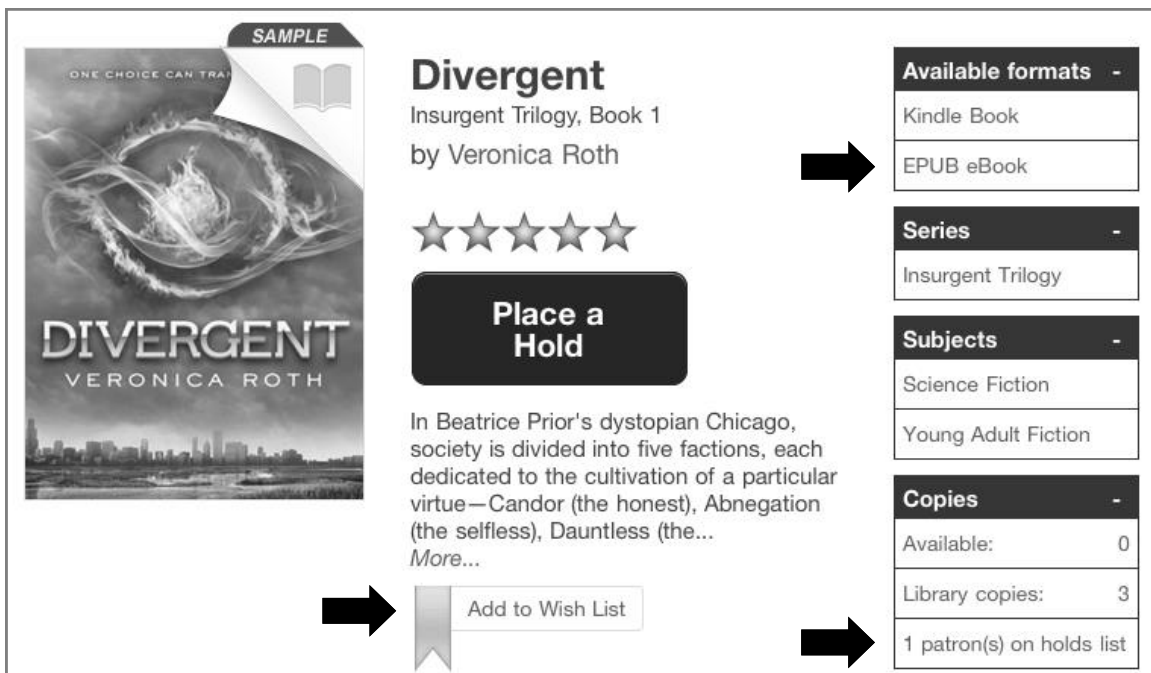 SAMPLE
ONE CHOICE CAN TRAN
DIVERGENT
VERONICA ROTH
Divergent
Insurgent Trilogy, Book 1
by Veronica Roth
Place a
Hold
In Beatrice Prior's dystopian Chicago,
society is divided into five factions, each
dedicated to the cultivation of a particular
virtue—Candor (the honest), Abnegation
(the selfless), Dauntless (the...
More...
Add to Wish List
Available formats -
Kindle Book
EPUB eBook
Series -
Insurgent Trilogy
Subjects -
Science Fiction
Young Adult Fiction
Copies -
Available: 0
Library copies: 3
1 patron(s) on holds list